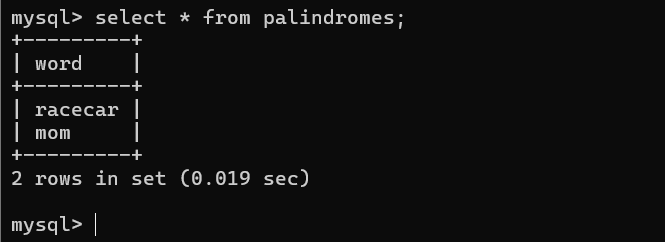 mysql> select * from palindromes;
+---------+
| word    |
+---------+
| racecar |
| mom     |
+---------+
2 rows in set (0.019 sec)
mysql>